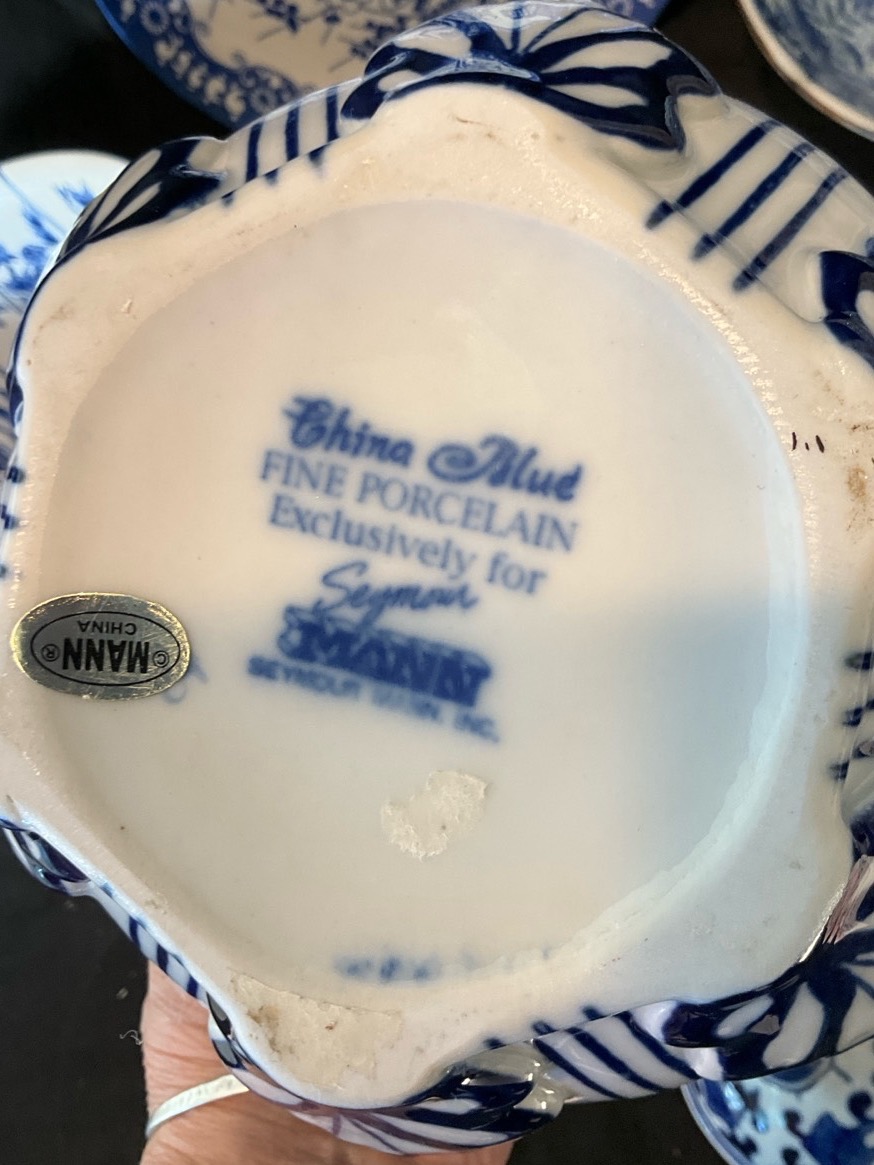 China Blue
FINE PORCELAIN
Exclusively for
Seymour
MANN
SEYMOUR MANN, INC.
© MANN ®
CHINA